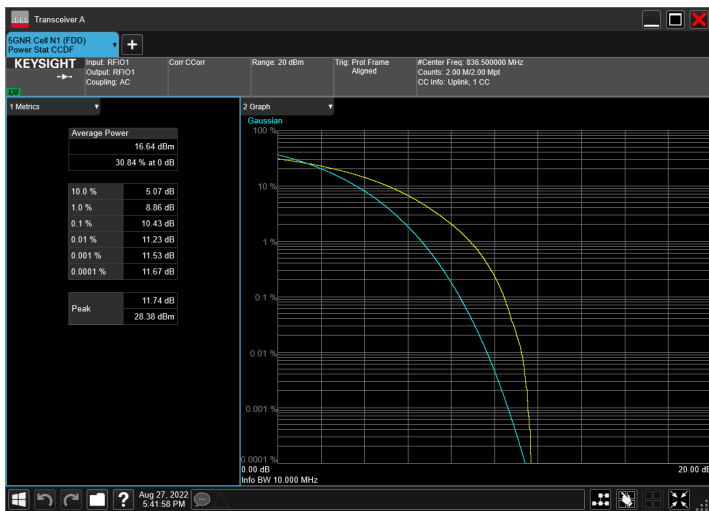 Transceiver A
5GNR Cell N1 (FDD)
Power Stat CCDF
KEYSIGHT
Input: RFIO1
Output: RFIO1
Coupling: AC
Corr CCorr
Range: 20 dBm
Trig: Prot Frame
Aligned
#Center Freq: 836.500000 MHz
Counts: 2.00 M/2.00 Mpt
CC Info: Uplink, 1 CC
LXI
1 Metrics
Average Power
16.64 dBm
30.84 % at 0 dB
10.0 % 5.07 dB
1.0 % 8.86 dB
0.1 % 10.43 dB
0.01 % 11.23 dB
0.001 % 11.53 dB
0.0001 % 11.67 dB
Peak
11.74 dB
28.38 dBm
2 Graph
Gaussian
100 %
10 %
1 %
0.1 %
0.01 %
0.001 %
0.0001 %
0.00 dB
20.00 dB
Info BW 10.000 MHz
Aug 27, 2022
5:41:58 PM